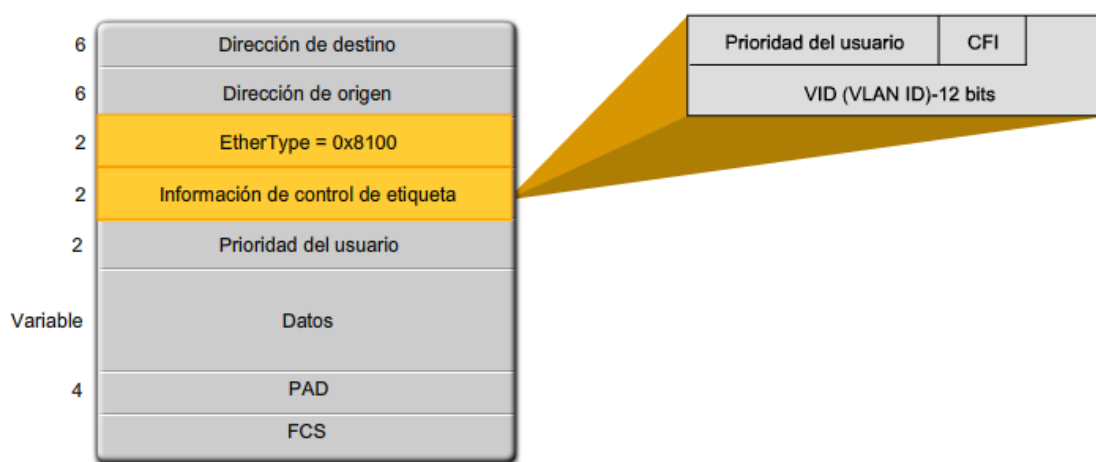 6 Dirección de destino
6 Dirección de origen
2 EtherType = 0x8100
2 Información de control de etiqueta
2 Prioridad del usuario
Variable Datos
4 PAD
FCS
Prioridad del usuario CFI
VID (VLAN ID)-12 bits